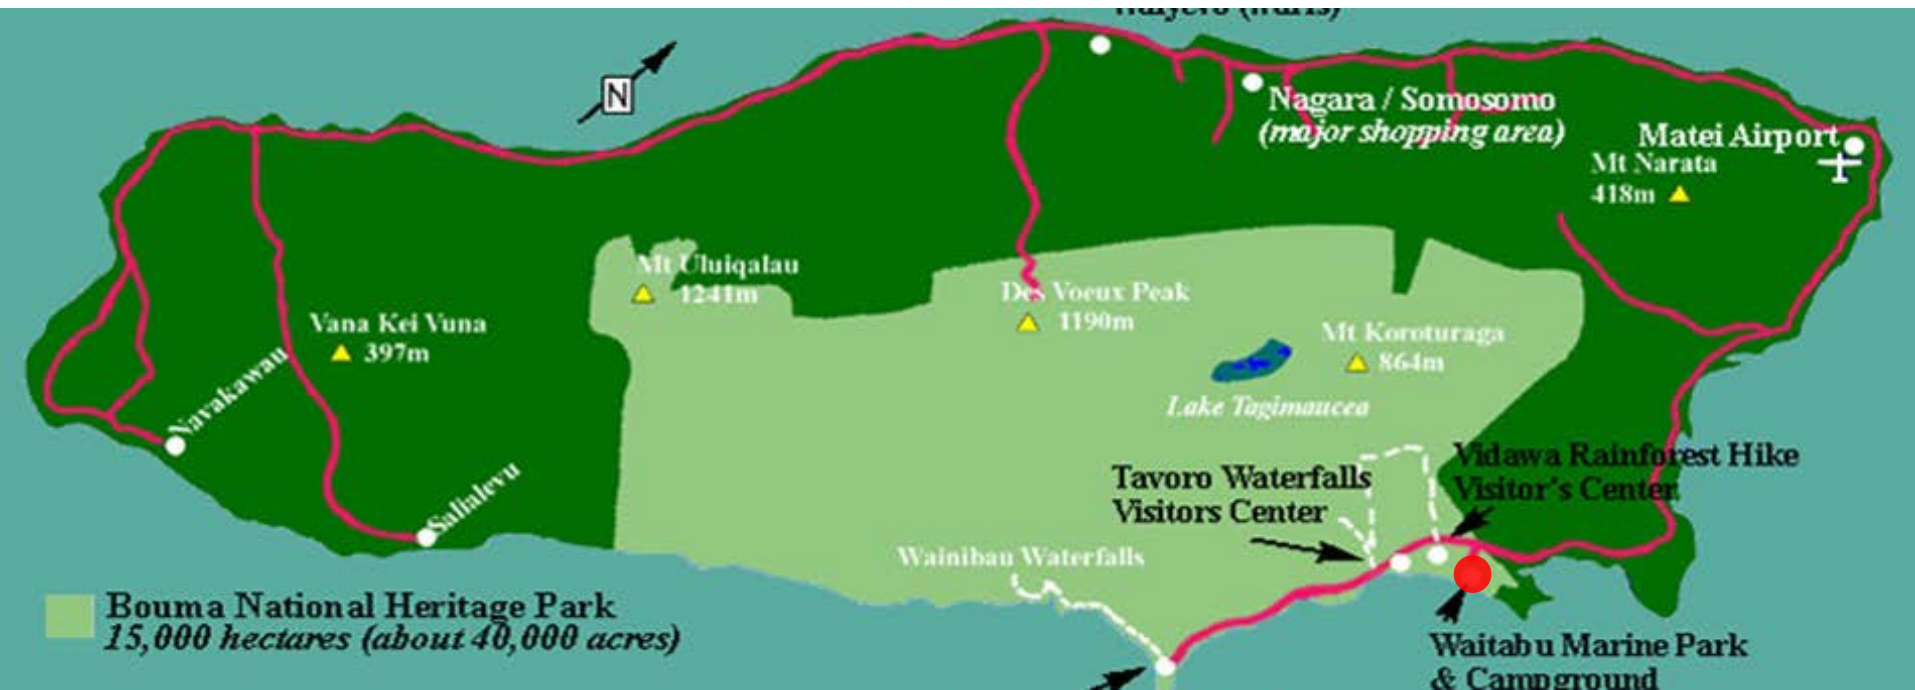 N
Nagara / Somosomo
(major shopping area)
Matei Airport
Mt Narata
418m
Mt Uluiqalau
1241m
Des Voeux Peak
1190m
Vana Kei Vuna
397m
Mt Koroturaga
864m
Lake Tagimaucea
Navakawau
Salialevu
Tavoro Waterfalls
Visitors Center
Vidawa Rainforest Hike
Visitor's Center
Wainibau Waterfalls
Bouma National Heritage Park
15,000 hectares (about 40,000 acres)
Waitabu Marine Park
& Campground